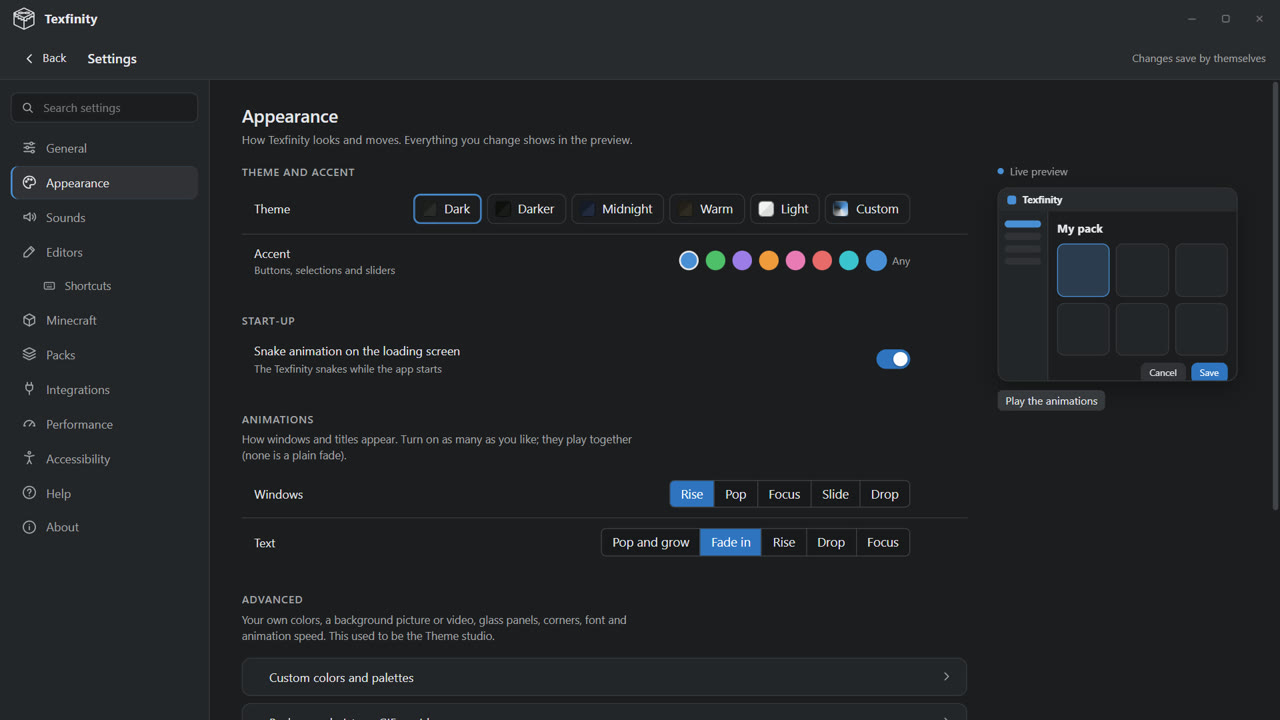 Texfinity
Back
Settings
Changes save by themselves
Search settings
General
Appearance
Sounds
Editors
Shortcuts
Minecraft
Packs
Integrations
Performance
Accessibility
Help
About
Appearance
How Texfinity looks and moves. Everything you change shows in the preview.
THEME AND ACCENT
Theme
Dark
Darker
Midnight
Warm
Light
Custom
Accent
Buttons, selections and sliders
Any
START-UP
Snake animation on the loading screen
The Texfinity snakes while the app starts
ANIMATIONS
How windows and titles appear. Turn on as many as you like; they play together
(none is a plain fade).
Windows
Rise
Pop
Focus
Slide
Drop
Text
Pop and grow
Fade in
Rise
Drop
Focus
ADVANCED
Your own colors, a background picture or video, glass panels, corners, font and
animation speed. This used to be the Theme studio.
Custom colors and palettes
Live preview
Texfinity
My pack
Cancel
Save
Play the animations